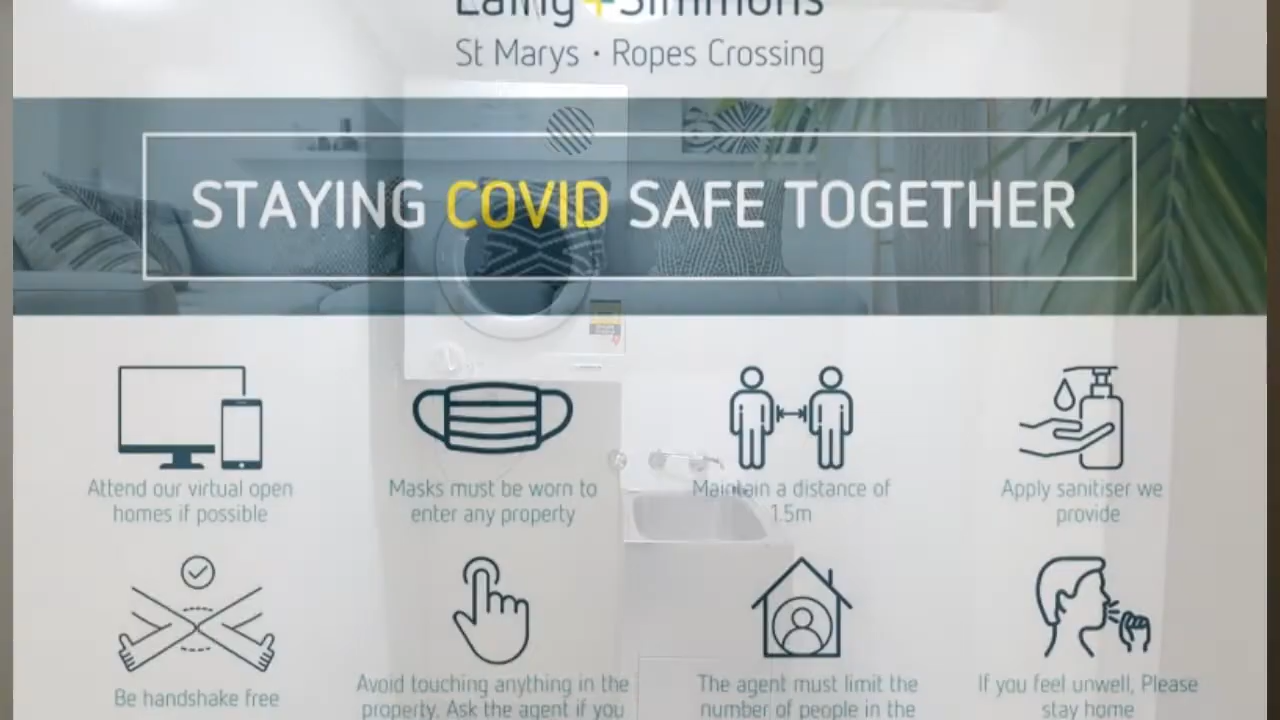 Laing+Simmons
St Marys • Ropes Crossing
STAYING COVID SAFE TOGETHER
Attend our virtual open
homes if possible
Masks must be worn to
enter any property
Maintain a distance of
1.5m
Apply sanitiser we
provide
Be handshake free
Avoid touching anything in the
property. Ask the agent if you
The agent must limit the
number of people in the
If you feel unwell, Please
stay home